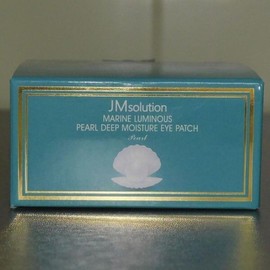 JMsolution
MARINE LUMINOUS
PEARL DEEP MOISTURE EYE PATCH
Pearl